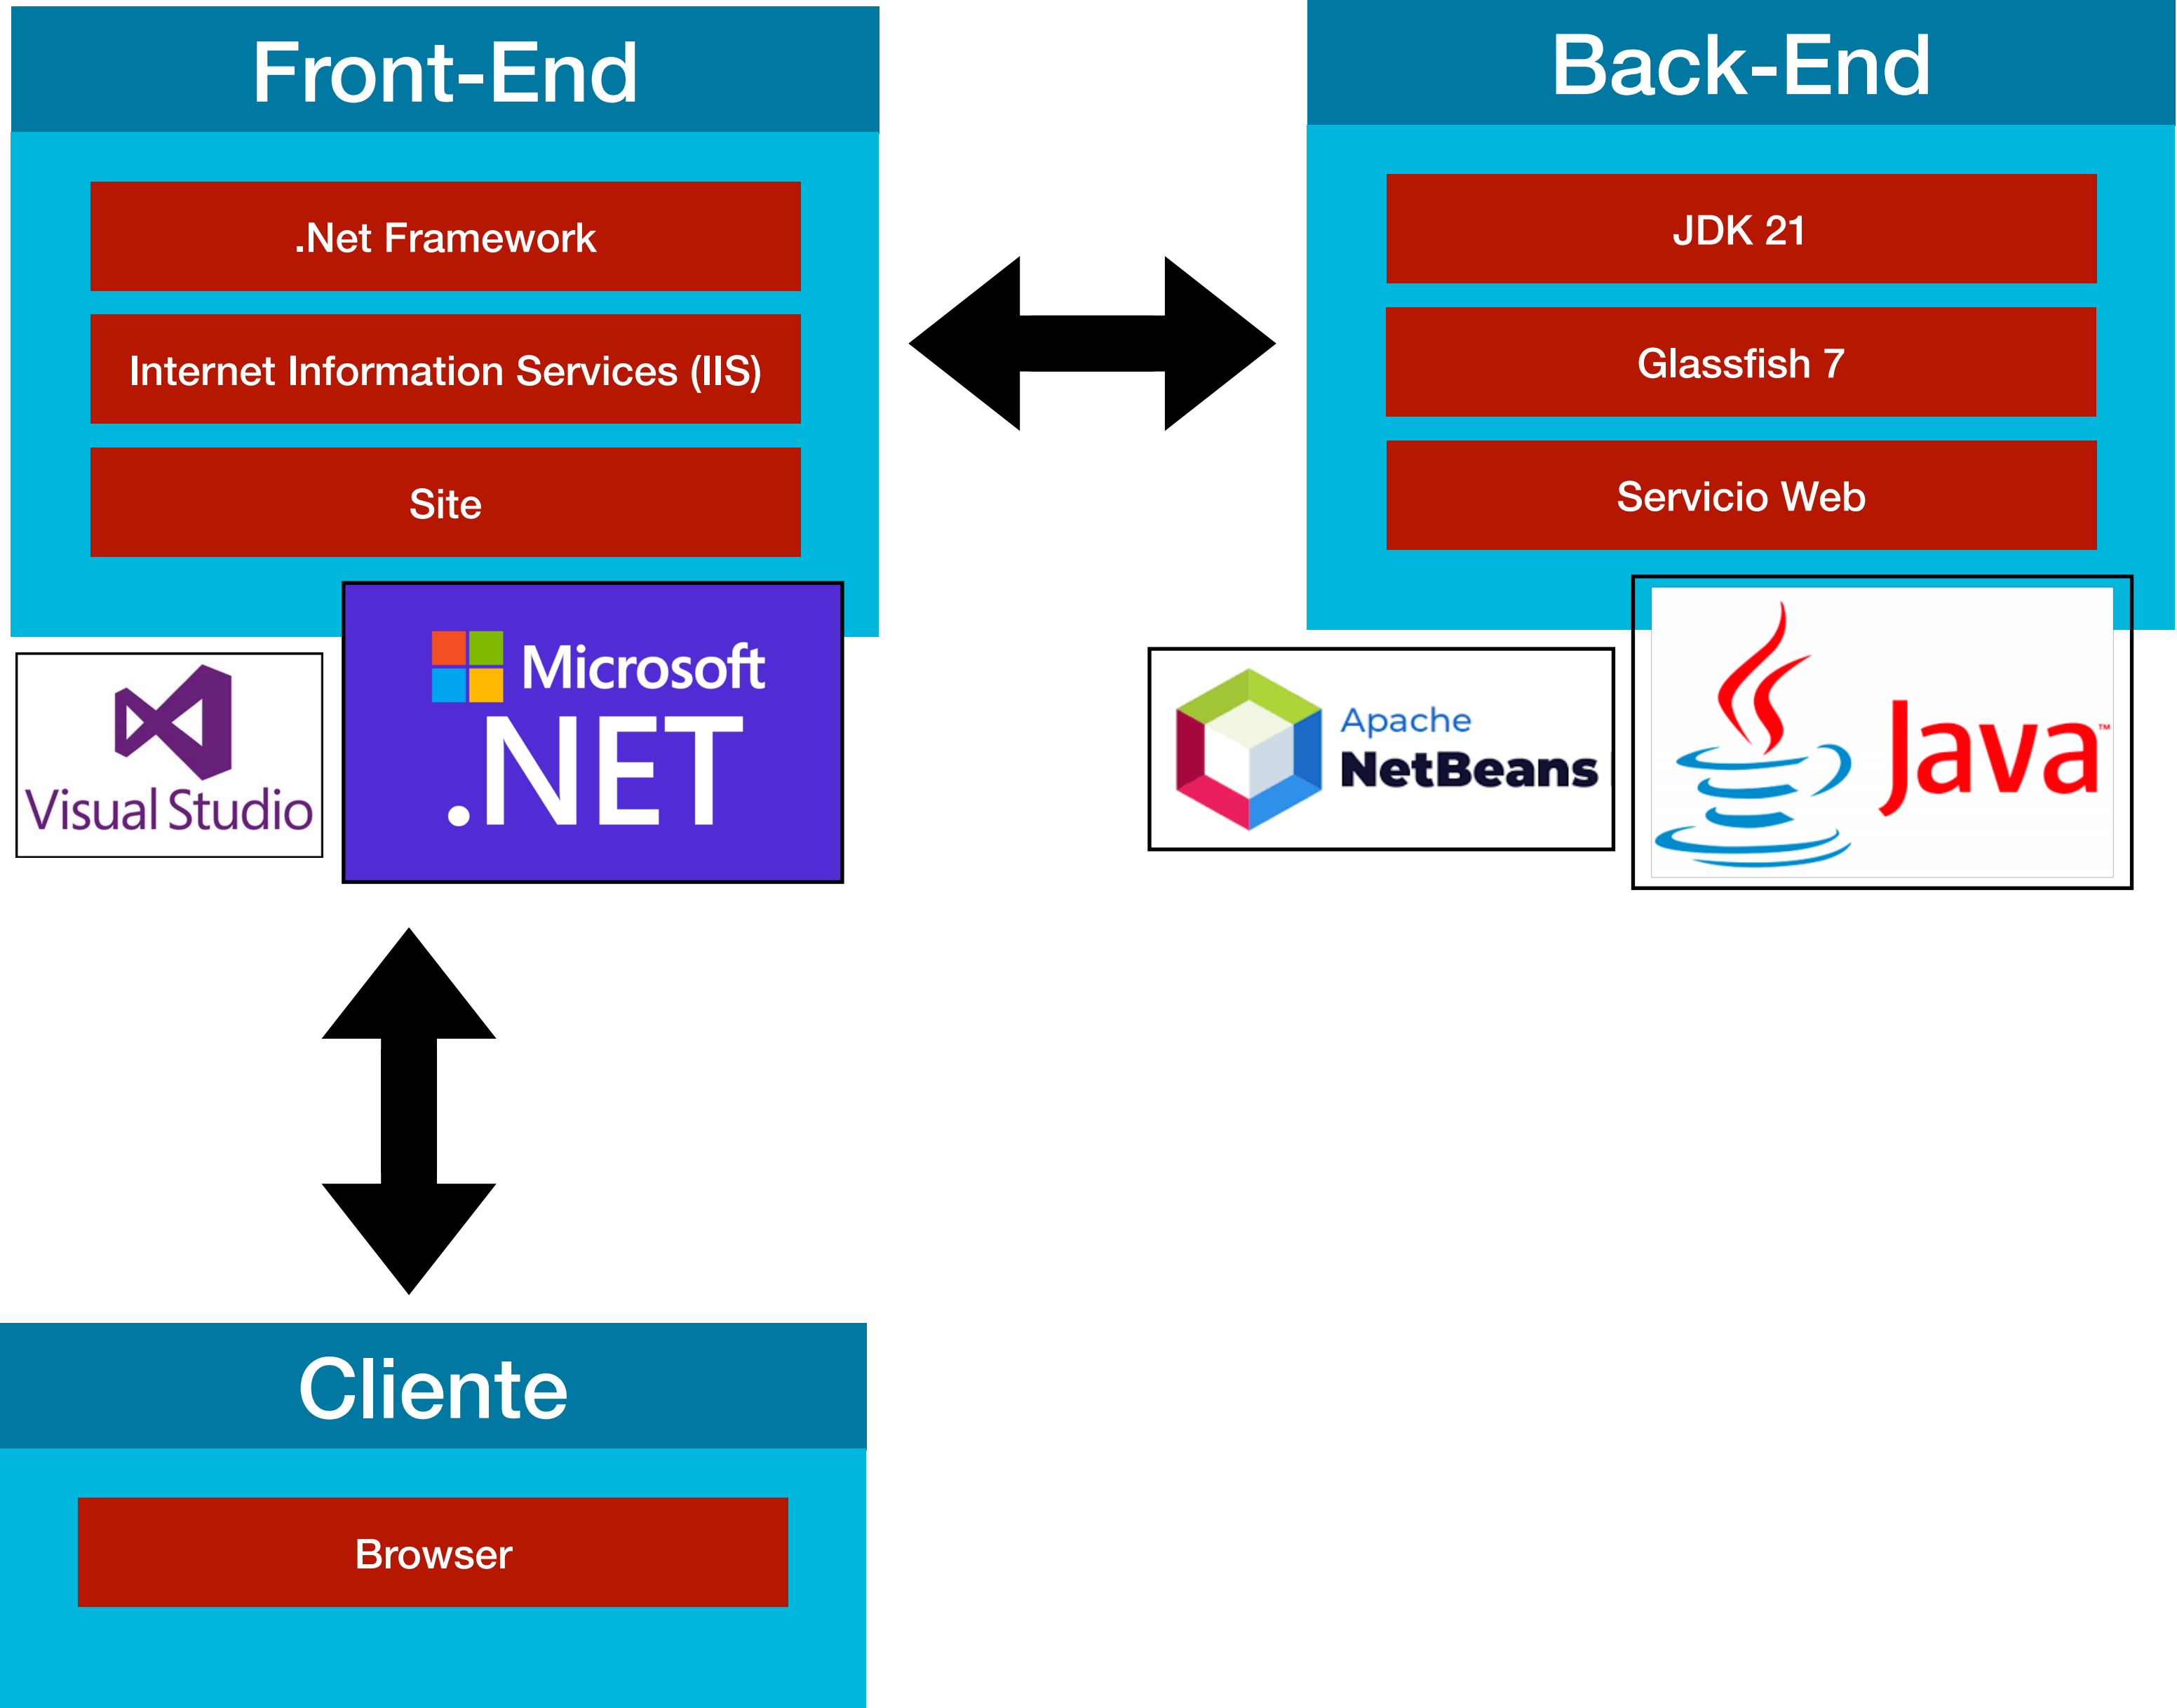 Front-End
.Net Framework
Internet Information Services (IIS)
Site
Visual Studio
Microsoft
.NET
Back-End
JDK 21
Glassfish 7
Servicio Web
Apache
NetBeans
Java™
Cliente
Browser